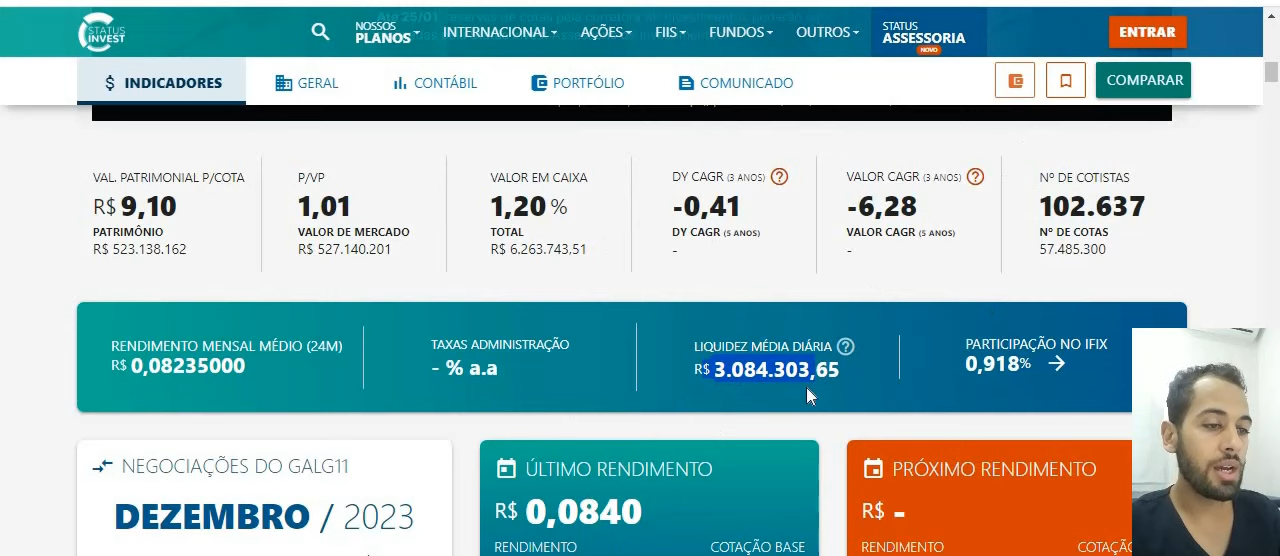 Até 25/01
STATUS
INVEST
NOSSOS
PLANOS
INTERNACIONAL
AÇÕES
FIIS
FUNDOS
OUTROS
STATUS
ASSESSORIA
NOVO
ENTRAR
INDICADORES
GERAL
CONTÁBIL
PORTFÓLIO
COMUNICADO
COMPARAR
VAL. PATRIMONIAL P/COTA
R$ 9,10
PATRIMÔNIO
R$ 523.138.162
P/VP
1,01
VALOR DE MERCADO
R$ 527.140.201
VALOR EM CAIXA
1,20 %
TOTAL
R$ 6.263.743,51
DY CAGR (3 ANOS) ?
-0,41
DY CAGR (5 ANOS)
-
VALOR CAGR (3 ANOS) ?
-6,28
VALOR CAGR (5 ANOS)
-
Nº DE COTISTAS
102.637
Nº DE COTAS
57.485.300
RENDIMENTO MENSAL MÉDIO (24M)
R$ 0,08235000
TAXAS ADMINISTRAÇÃO
- % a.a
LIQUIDEZ MÉDIA DIÁRIA ?
R$ 3.084.303,65
PARTICIPAÇÃO NO IFIX
0,918%
NEGOCIAÇÕES DO GALG11
DEZEMBRO / 2023
ÚLTIMO RENDIMENTO
R$ 0,0840
RENDIMENTO
COTAÇÃO BASE
PRÓXIMO RENDIMENTO
R$ -
RENDIMENTO